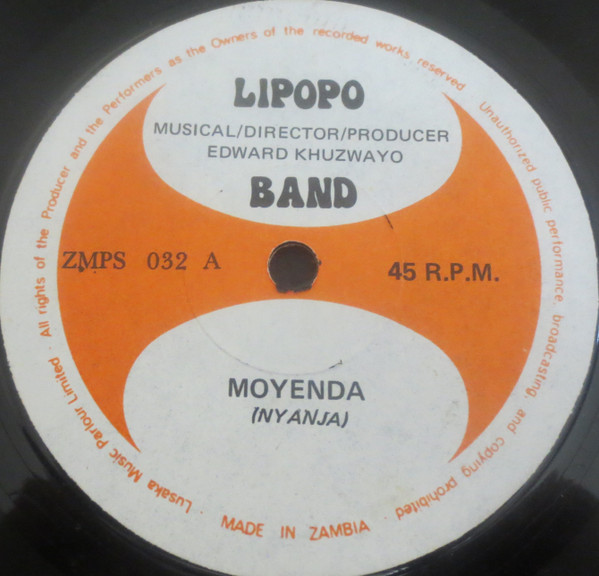 LIPOPO
MUSICAL/DIRECTOR/PRODUCER
EDWARD KHUZWAYO
BAND
ZMPS 032 A
45 R.P.M.
MOYENDA
(NYANJA)
Lusaka Music Parlour Limited · All rights of the Producer and the Performers as the Owners of the recorded works reserved
Unauthorized public performance, broadcasting, and copying prohibited ·
MADE IN ZAMBIA